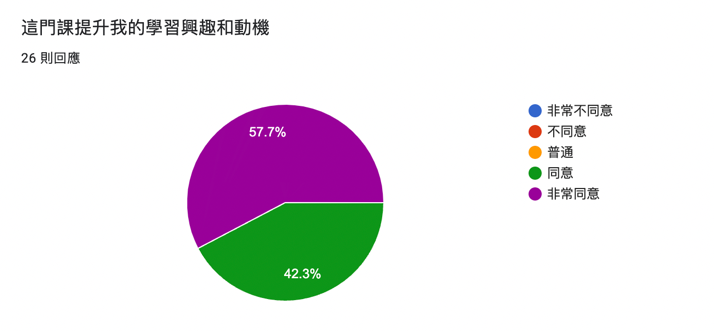 這門課提升我的學習興趣和動機
26 則回應
57.7%
42.3%
非常不同意
不同意
普通
同意
非常同意